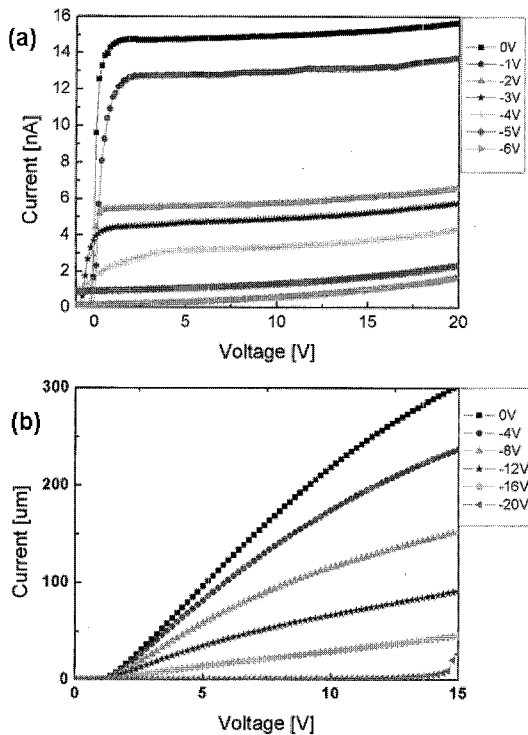 (a)
16
14
12
10
8
6
4
2
0
Current [nA]
0
5
10
15
20
Voltage [V]
0V
-1V
-2V
-3V
-4V
-5V
-6V
(b)
300
200
100
0
Current [um]
0
5
10
15
Voltage [V]
0V
-4V
-8V
-12V
-16V
-20V